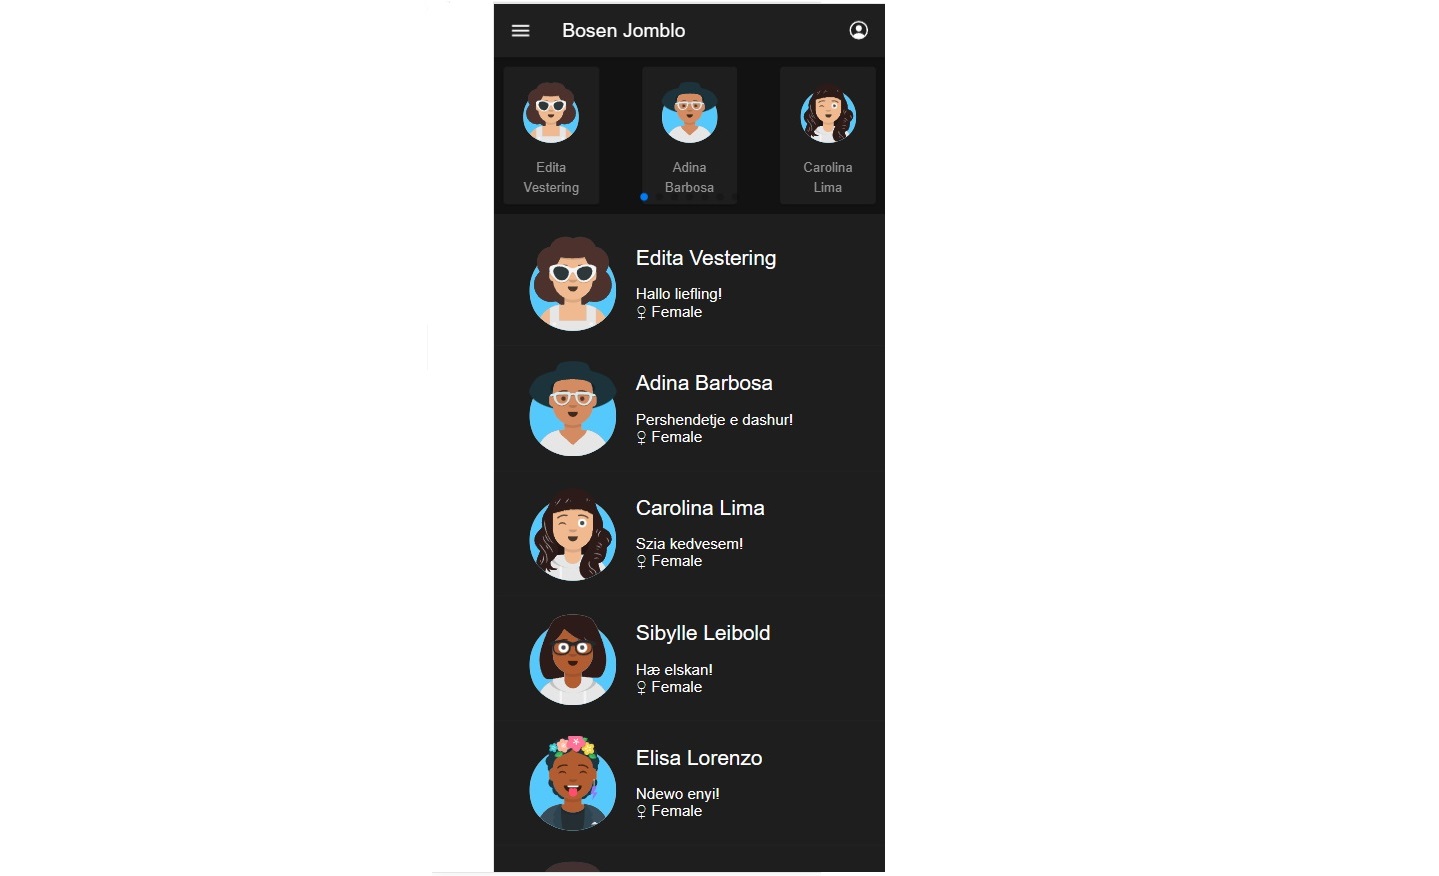 Bosen Jomblo
Edita
Vestering
Adina
Barbosa
Carolina
Lima
Edita Vestering
Hallo liefling!
♀ Female
Adina Barbosa
Pershendetje e dashur!
♀ Female
Carolina Lima
Szia kedvesem!
♀ Female
Sibylle Leibold
Hæ elskan!
♀ Female
Elisa Lorenzo
Ndewo enyi!
♀ Female